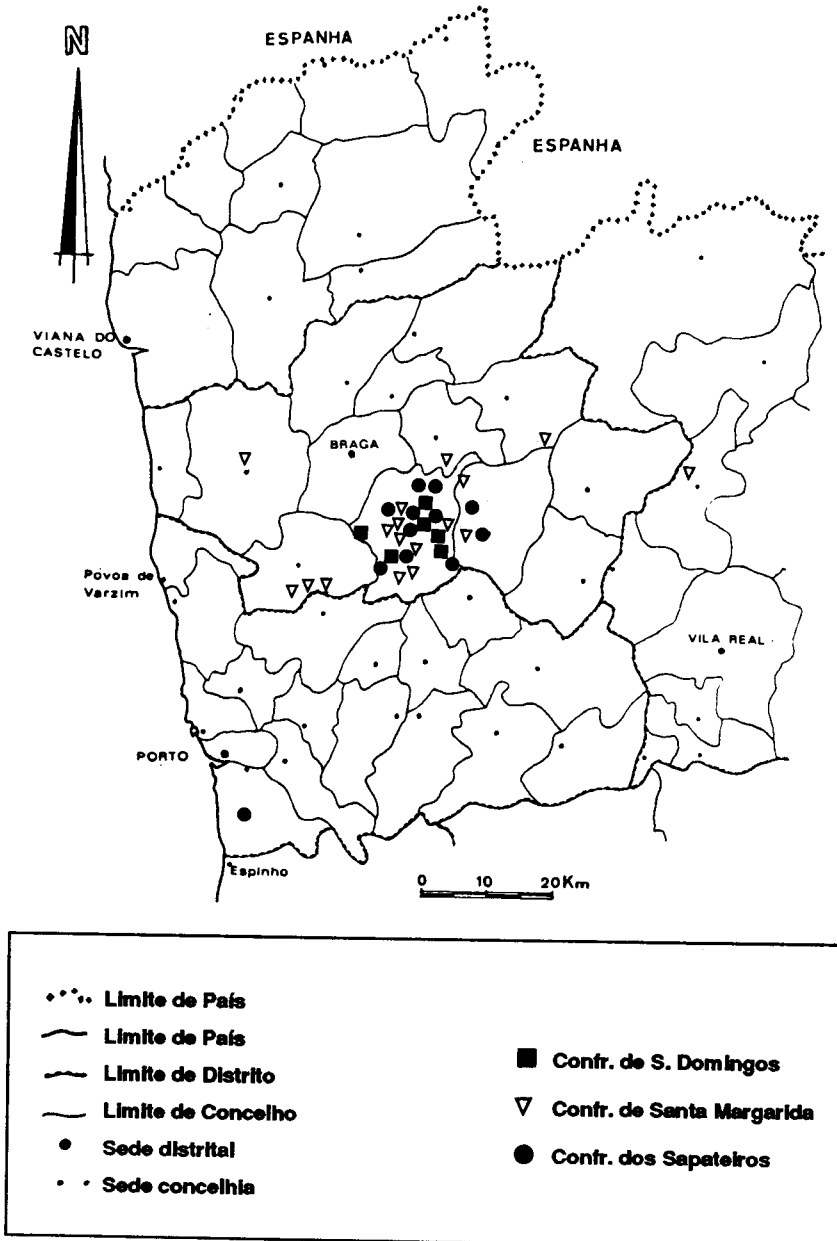 N
ESPANHA
ESPANHA
VIANA DO
CASTELO
BRAGA
Póvoa de
Varzim
VILA REAL
PORTO
Espinho
0 10 20Km
Limite de País
Limite de País
Limite de Distrito
Limite de Concelho
Sede distrital
Sede concelhia
Confr. de S. Domingos
Confr. de Santa Margarida
Confr. dos Sapateiros